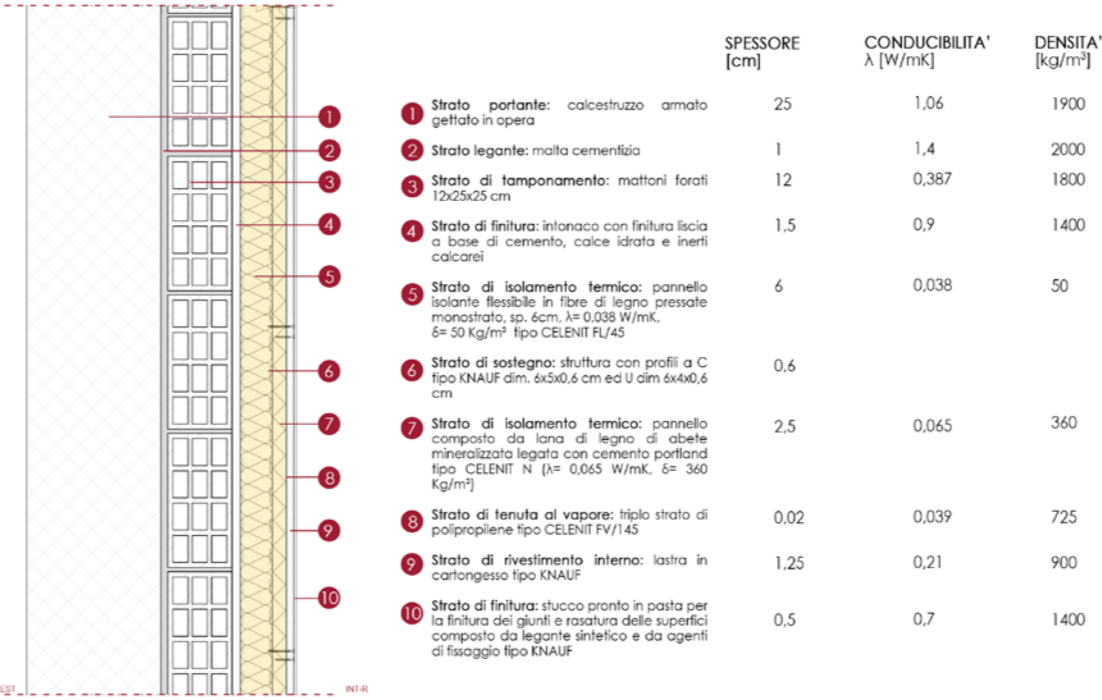 SPESSORE CONDUCIBILITA' DENSITA'
[cm] λ [W/mK] [kg/m³]
1 1 Strato portante: calcestruzzo armato 25 1,06 1900
gettato in opera
2 2 Strato legante: malta cementizia 1 1,4 2000
3 3 Strato di tamponamento: mattoni forati 12 0,387 1800
12x25x25 cm
4 4 Strato di finitura: intonaco con finitura liscia 1,5 0,9 1400
a base di cemento, calce idrata e inerti
calcarei
5 5 Strato di isolamento termico: pannello 6 0,038 50
isolante flessibile in fibre di legno pressate
monostrato, sp. 6cm, λ= 0,038 W/mK,
δ= 50 Kg/m³ tipo CELENIT FL/45
6 6 Strato di sostegno: struttura con profili a C 0,6
tipo KNAUF dim. 6x5x0,6 cm ed U dim 6x4x0,6
cm
7 7 Strato di isolamento termico: pannello 2,5 0,065 360
composto da lana di legno di abete
mineralizzata legata con cemento portland
tipo CELENIT N (λ= 0,065 W/mK, δ= 360
Kg/m³)
8 8 Strato di tenuta al vapore: triplo strato di 0,02 0,039 725
polipropilene tipo CELENIT FV/145
9 9 Strato di rivestimento interno: lastra in 1,25 0,21 900
cartongesso tipo KNAUF
10 10 Strato di finitura: stucco pronto in pasta per 0,5 0,7 1400
la finitura dei giunti e rasatura delle superfici
composto da legante sintetico e da agenti
di fissaggio tipo KNAUF
EST INT-R